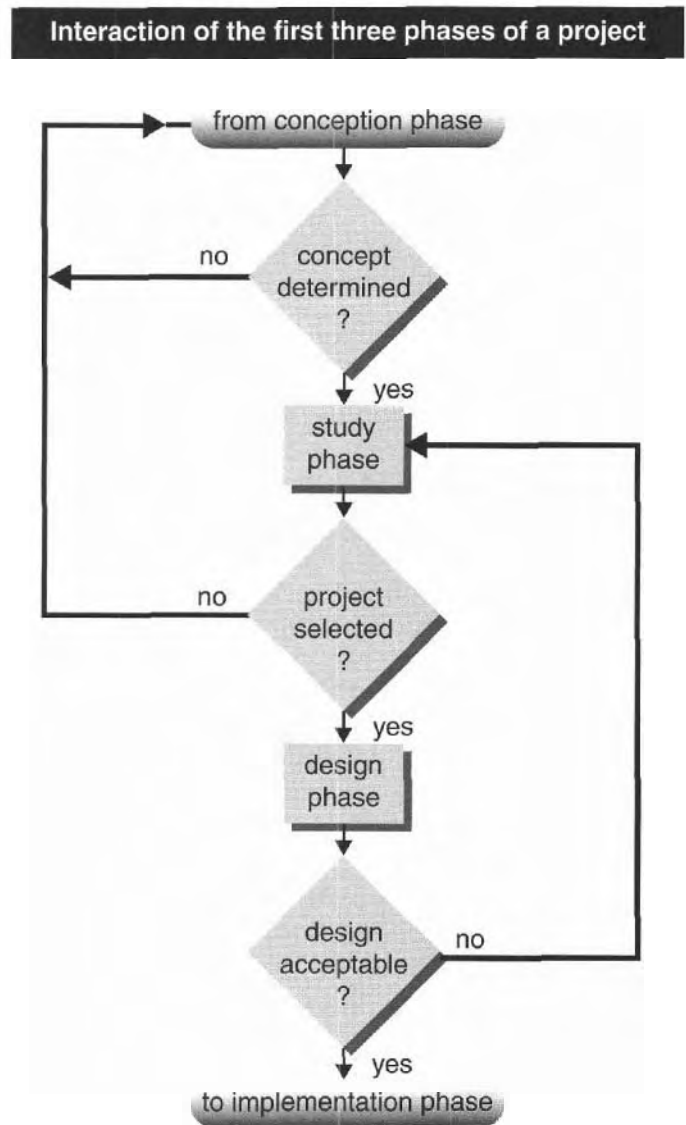 Interaction of the first three phases of a project
from conception phase
no
concept
determined
?
yes
study
phase
no
project
selected
?
yes
design
phase
design
acceptable
?
no
yes
to implementation phase